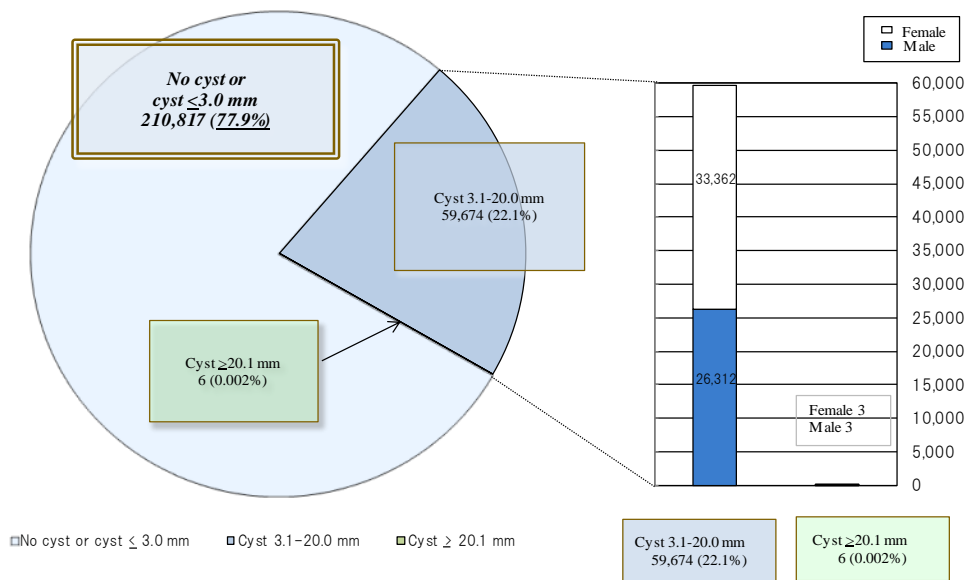 No cyst or
cyst ≤3.0 mm
210,817 (77.9%)
Cyst 3.1-20.0 mm
59,674 (22.1%)
Cyst ≥20.1 mm
6 (0.002%)
□No cyst or cyst ≤ 3.0 mm
Cyst 3.1-20.0 mm
Cyst ≥ 20.1 mm
Female
Male
60,000
55,000
50,000
45,000
40,000
35,000
30,000
25,000
20,000
15,000
10,000
5,000
0
33,362
26,312
Female 3
Male 3
Cyst 3.1-20.0 mm
59,674 (22.1%)
Cyst ≥20.1 mm
6 (0.002%)